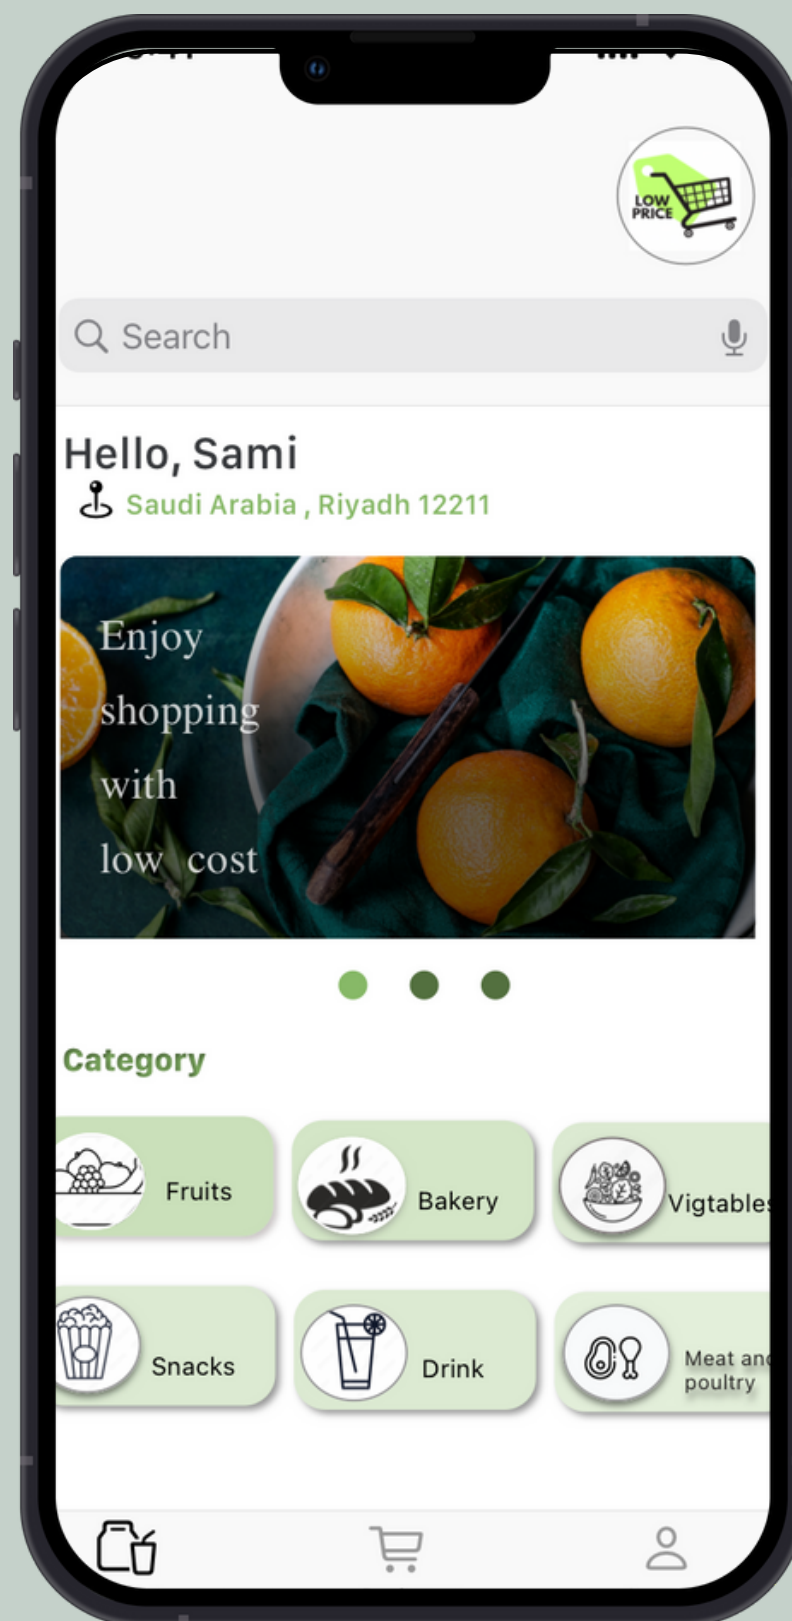 LOW
PRICE
Search
Hello, Sami
Saudi Arabia , Riyadh 12211
Enjoy
shopping
with
low cost
Category
Fruits
Bakery
Vigtables
Snacks
Drink
Meat and
poultry